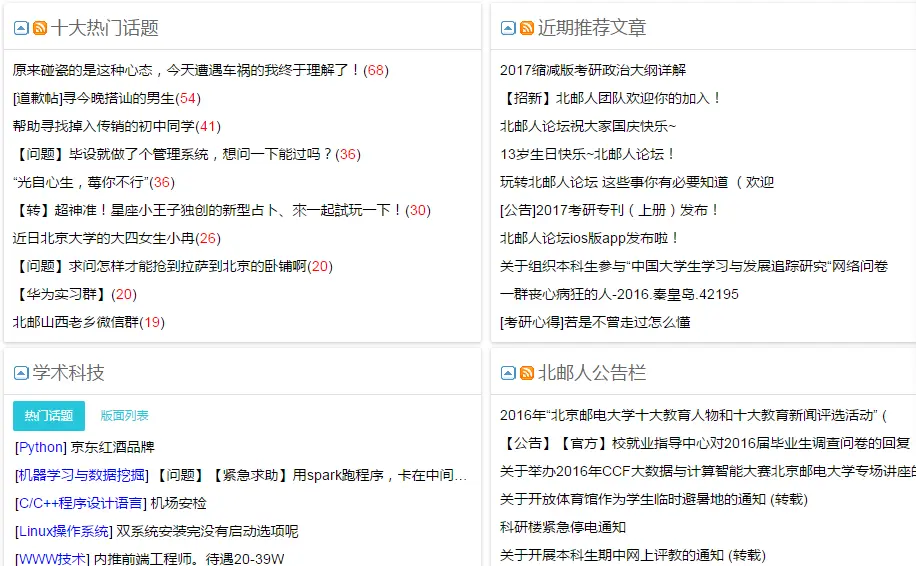 十大热门话题
原来碰瓷的是这种心态，今天遭遇车祸的我终于理解了！(68)
[道歉帖]寻今晚搭讪的男生(54)
帮助寻找掉入传销的初中同学(41)
【问题】毕设就做了个管理系统，想问一下能过吗？(36)
“光自心生，莓你不行”(36)
【转】超神准！星座小王子独创的新型占卜、來一起試玩一下！(30)
近日北京大学的大四女生小冉(26)
【问题】求问怎样才能抢到拉萨到北京的卧铺啊(20)
【华为实习群】(20)
北邮山西老乡微信群(19)
近期推荐文章
2017缩减版考研政治大纲详解
【招新】北邮人团队欢迎你的加入！
北邮人论坛祝大家国庆快乐~
13岁生日快乐~北邮人论坛！
玩转北邮人论坛 这些事你有必要知道 （ 欢迎
[公告]2017考研专刊（上册）发布！
北邮人论坛ios版app发布啦！
关于组织本科生参与“中国大学生学习与发展追踪研究“网络问卷
一群丧心病狂的人-2016.秦皇岛.42195
[考研心得]若是不曾走过怎么懂
学术科技
热门话题 版面列表
[Python] 京东红酒品牌
[机器学习与数据挖掘] 【问题】【紧急求助】用spark跑程序，卡在中间...
[C/C++程序设计语言] 机场安检
[Linux操作系统] 双系统安装完没有启动选项呢
[WWW技术] 内推前端工程师。待遇20-39W
北邮人公告栏
2016年“北京邮电大学十大教育人物和十大教育新闻评选活动” (
【公告】【官方】校就业指导中心对2016届毕业生调查问卷的回复
关于举办2016年CCF大数据与计算智能大赛北京邮电大学专场讲座的
关于开放体育馆作为学生临时避暑地的通知 (转载)
科研楼紧急停电通知
关于开展本科生期中网上评教的通知 (转载)